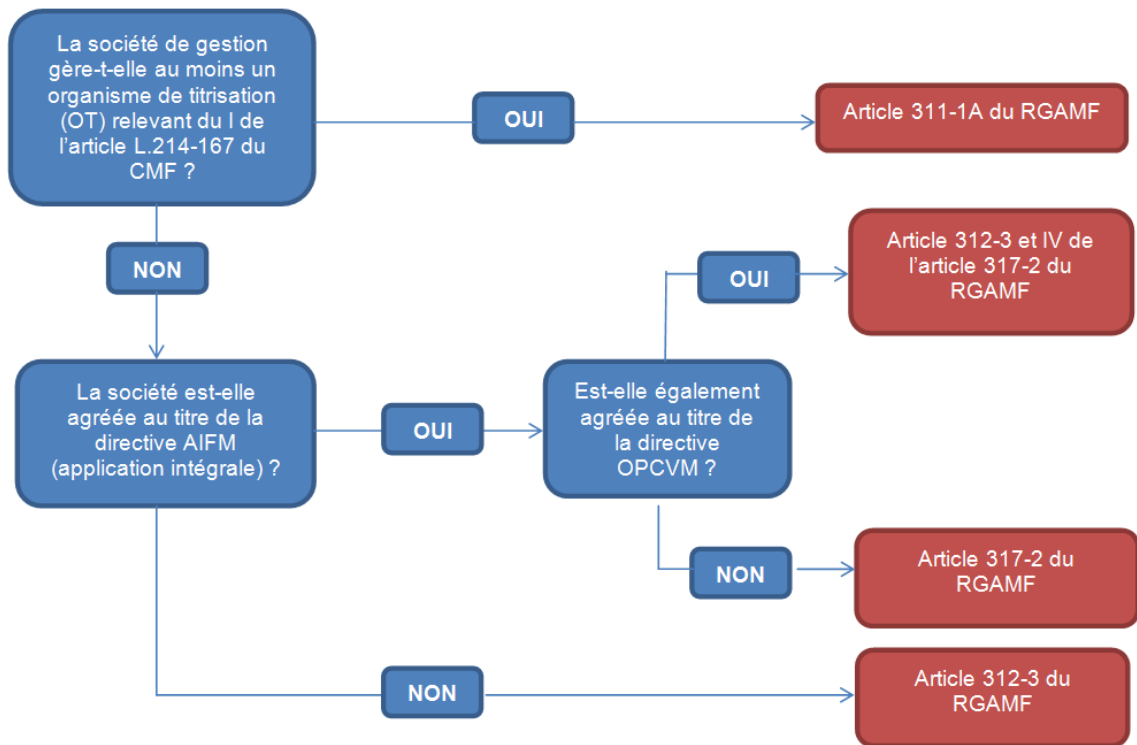 La société de gestion
gère-t-elle au moins un
organisme de titrisation
(OT) relevant du I de
l'article L.214-167 du
CMF ?
OUI
Article 311-1A du RGAMF
NON
Article 312-3 et IV de
l'article 317-2 du
RGAMF
OUI
La société est-elle
agréée au titre de la
directive AIFM
(application intégrale) ?
OUI
Est-elle également
agréée au titre de
la directive
OPCVM ?
NON
Article 317-2 du
RGAMF
NON
Article 312-3 du
RGAMF